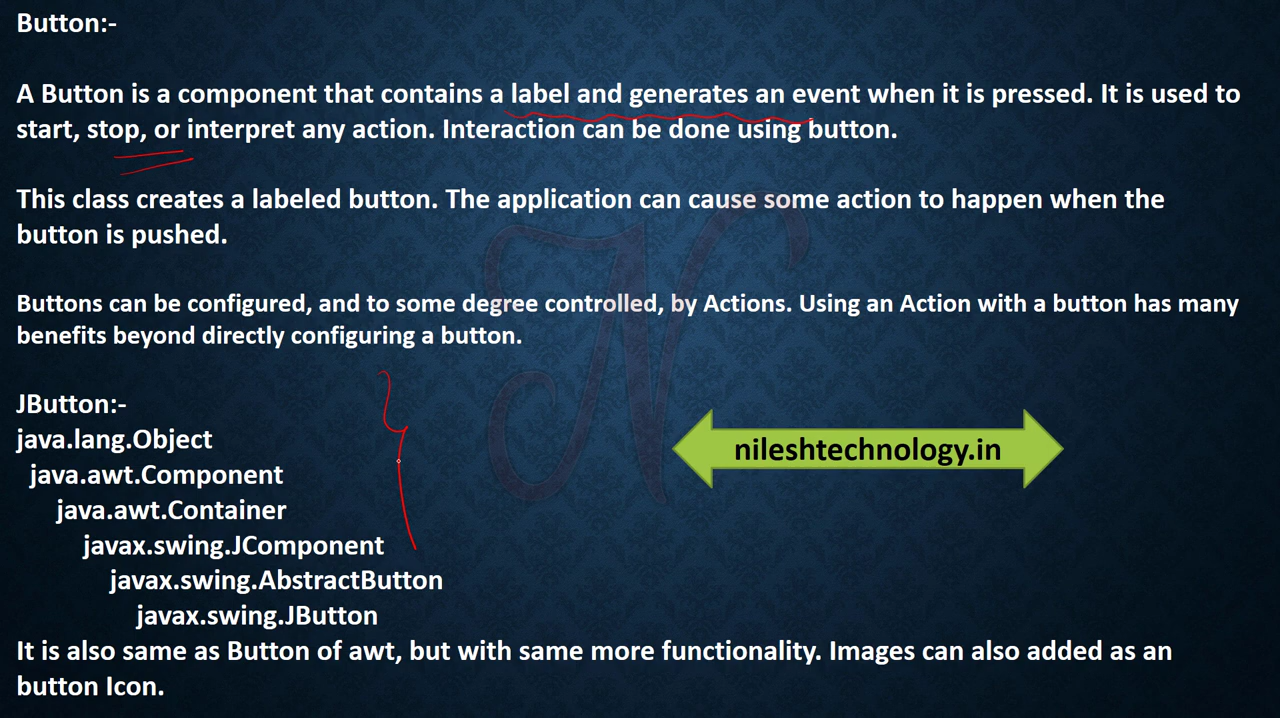 Button:-
A Button is a component that contains a label and generates an event when it is pressed. It is used to
start, stop, or interpret any action. Interaction can be done using button.
This class creates a labeled button. The application can cause some action to happen when the
button is pushed.
Buttons can be configured, and to some degree controlled, by Actions. Using an Action with a button has many
benefits beyond directly configuring a button.
JButton:-
java.lang.Object
java.awt.Component
nileshtechnology.in
java.awt.Container
javax.swing.JComponent
javax.swing.AbstractButton
javax.swing.JButton
It is also same as Button of awt, but with same more functionality. Images can also added as an
button Icon.